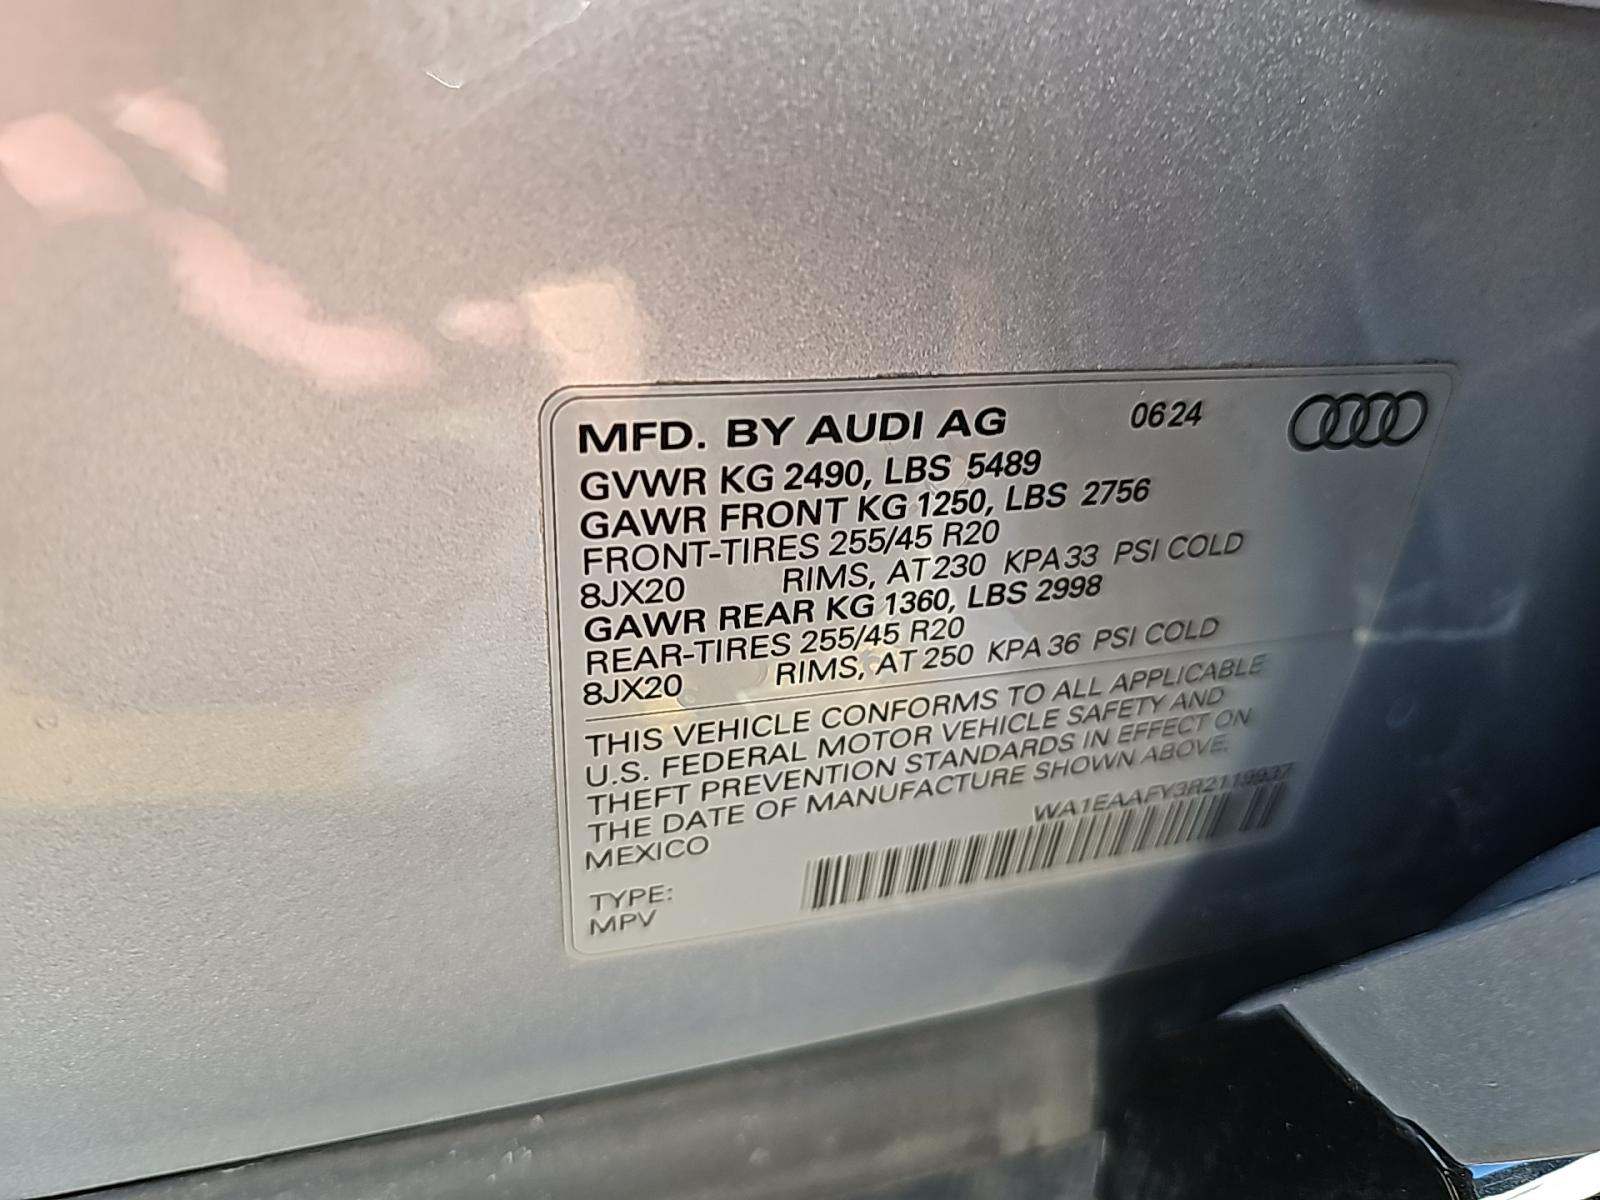 MFD. BY AUDI AG 0624
GVWR KG 2490, LBS 5489
GAWR FRONT KG 1250, LBS 2756
FRONT-TIRES 255/45 R20
8JX20 RIMS, AT 230 KPA 33 PSI COLD
GAWR REAR KG 1360, LBS 2998
REAR-TIRES 255/45 R20
8JX20 RIMS, AT 250 KPA 36 PSI COLD
THIS VEHICLE CONFORMS TO ALL APPLICABLE
U.S. FEDERAL MOTOR VEHICLE SAFETY AND
THEFT PREVENTION STANDARDS IN EFFECT ON
THE DATE OF MANUFACTURE SHOWN ABOVE.
WA1EAAFY3R2119937
MEXICO
TYPE:
MPV